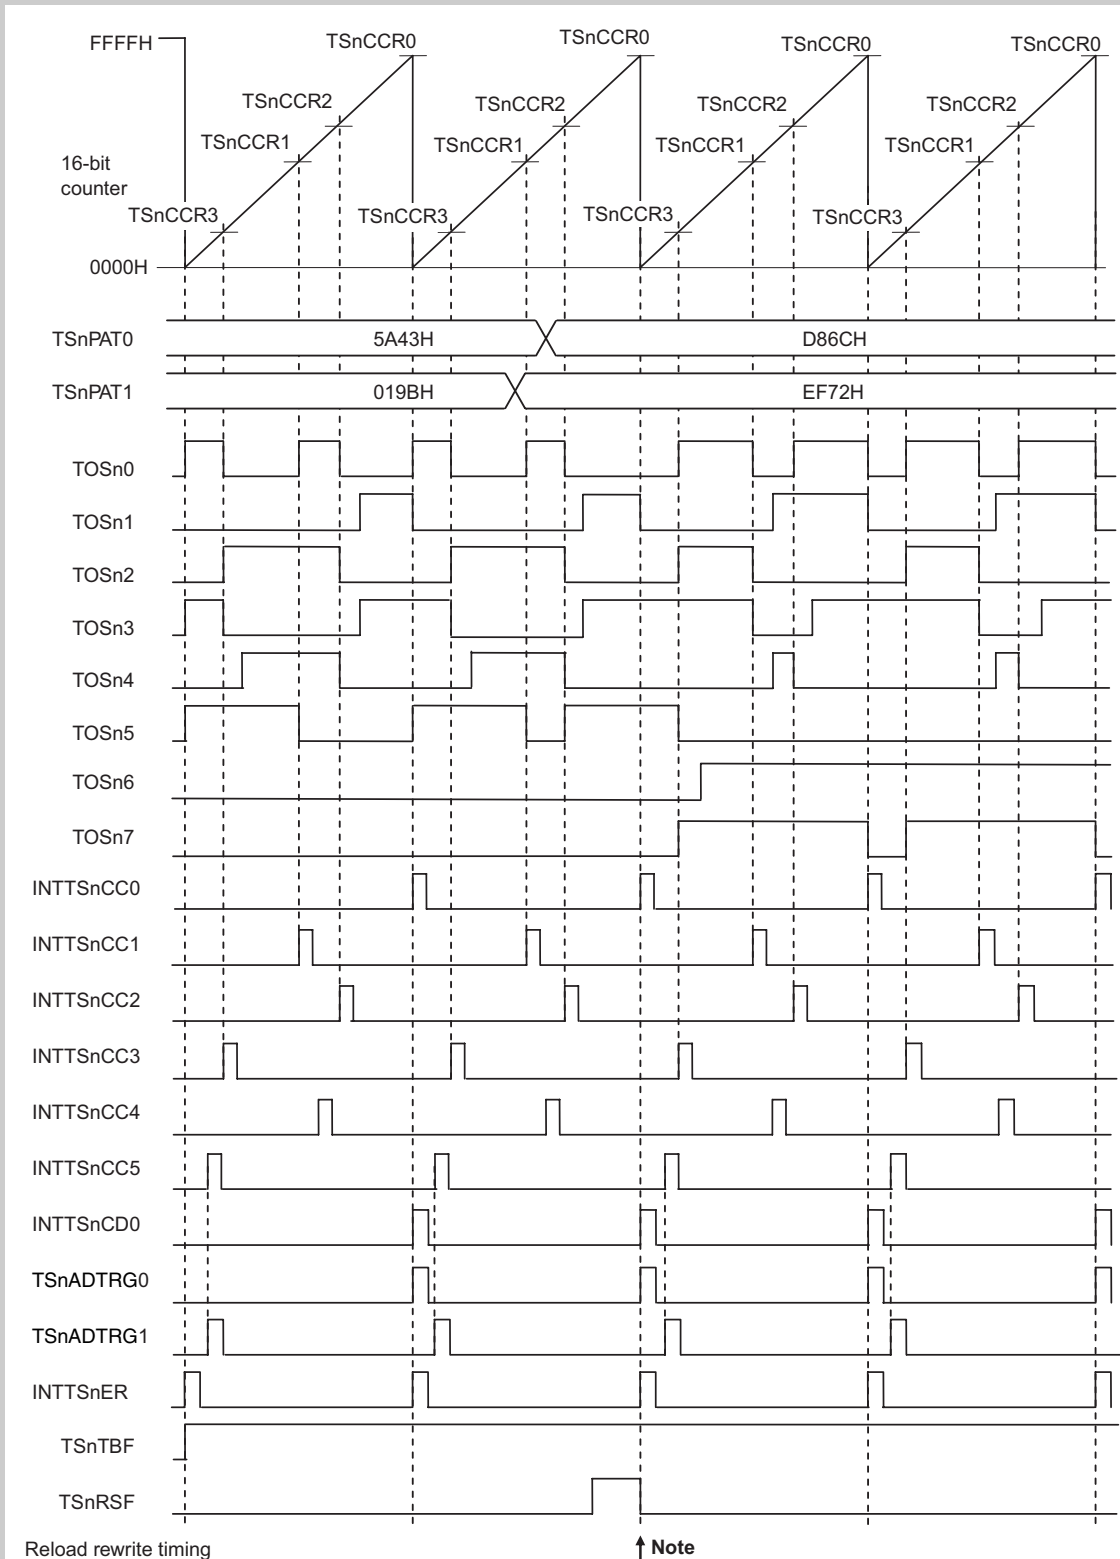 FFFFH
TSnCCR0
TSnCCR0
TSnCCR0
TSnCCR0
TSnCCR2
TSnCCR2
TSnCCR2
TSnCCR2
TSnCCR1
TSnCCR1
TSnCCR1
TSnCCR1
16-bit
counter
TSnCCR3
TSnCCR3
TSnCCR3
TSnCCR3
0000H
TSnPAT0
5A43H
D86CH
TSnPAT1
019BH
EF72H
TOSn0
TOSn1
TOSn2
TOSn3
TOSn4
TOSn5
TOSn6
TOSn7
INTTSnCC0
INTTSnCC1
INTTSnCC2
INTTSnCC3
INTTSnCC4
INTTSnCC5
INTTSnCD0
TSnADTRG0
TSnADTRG1
INTTSnER
TSnTBF
TSnRSF
Reload rewrite timing
Note